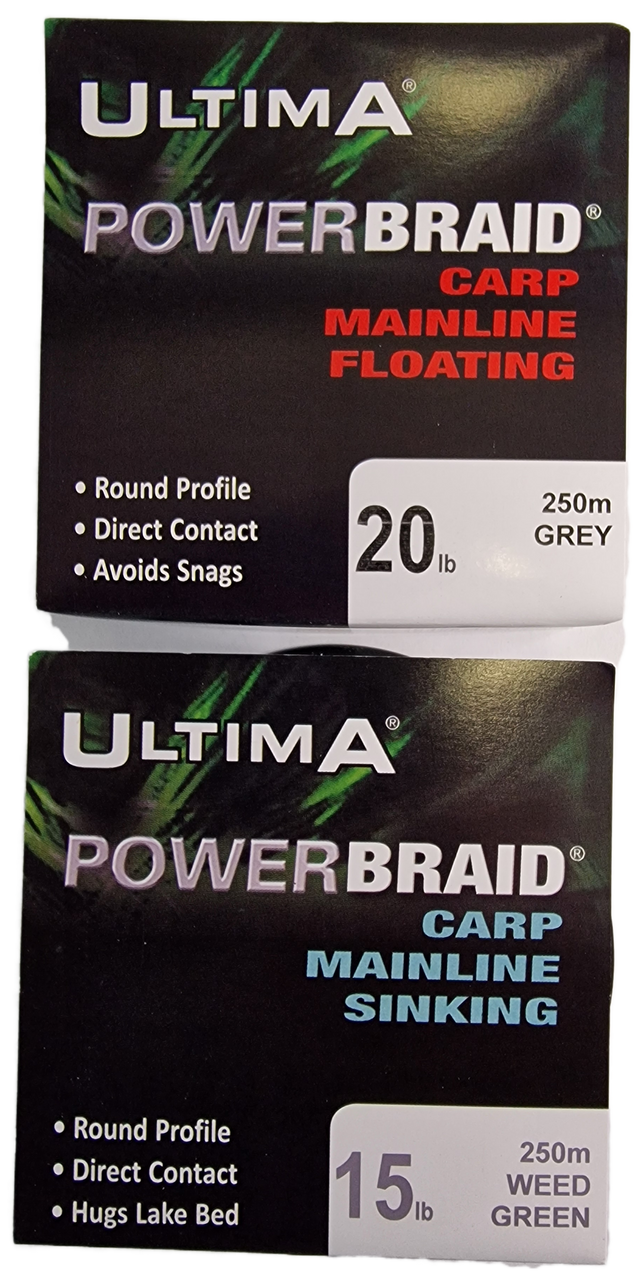 ULTIMA®
POWERBRAID®
CARP
MAINLINE
FLOATING
• Round Profile
• Direct Contact
• Avoids Snags
20lb
250m
GREY
ULTIMA®
POWERBRAID®
CARP
MAINLINE
SINKING
• Round Profile
• Direct Contact
• Hugs Lake Bed
15lb
250m
WEED
GREEN